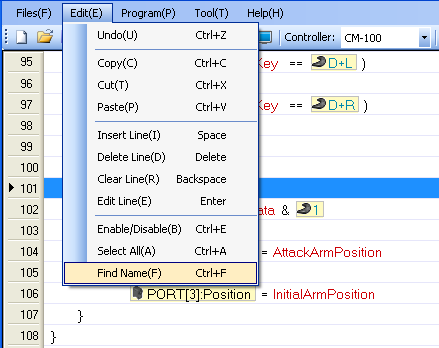 Files(F) Edit(E) Program(P) Tool(T) Help(H)
Controller: CM-100
Undo(U) Ctrl+Z
Copy(C) Ctrl+C
Cut(T) Ctrl+X
Paste(P) Ctrl+V
Insert Line(I) Space
Delete Line(D) Delete
Clear Line(R) Backspace
Edit Line(E) Enter
Enable/Disable(B) Ctrl+E
Select All(A) Ctrl+A
Find Name(F) Ctrl+F
95 Key == D+L )
96
97 Key == D+R )
98
99
100
101
102 & 1
103
104 = AttackArmPosition
105
106 PORT[3]:Position = InitialArmPosition
107 }
108 }